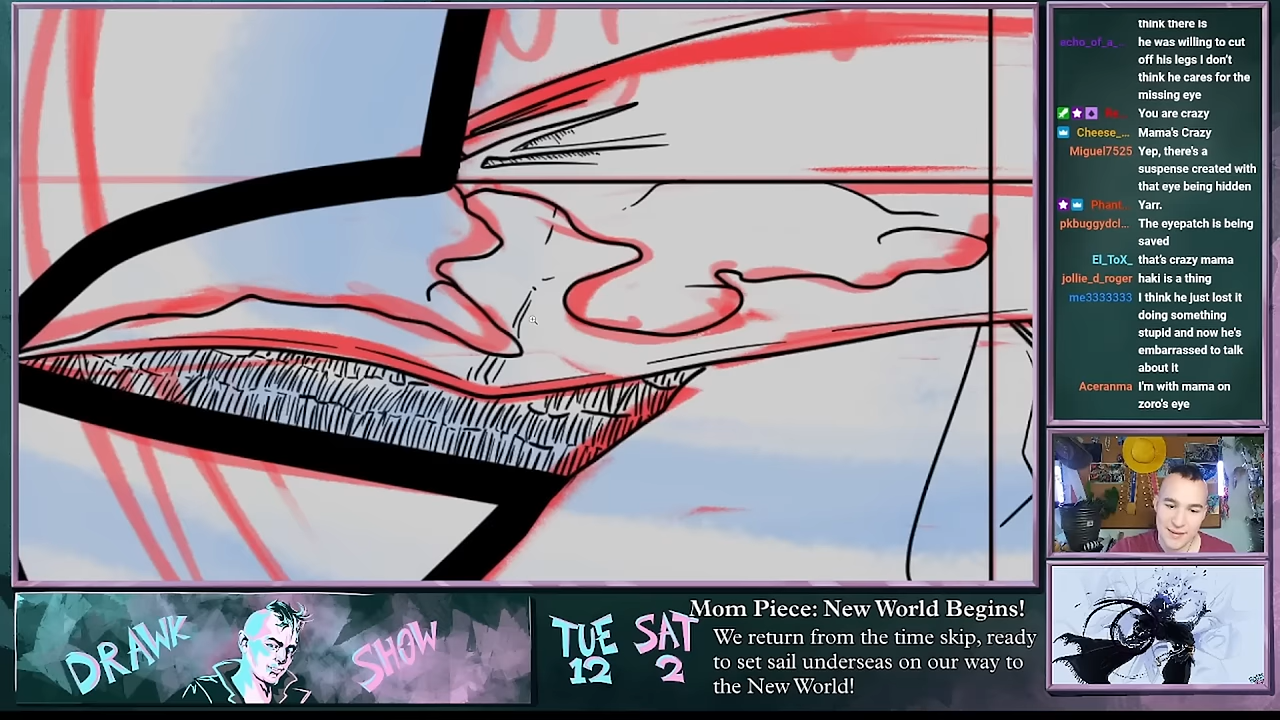 think there is
echo_of_a_...
he was willing to cut
off his legs I don't
think he cares for the
missing eye
You are crazy
Cheese_... Mama's Crazy
Miguel7525 Yep, there's a
suspense created with
that eye being hidden
Phant... Yarr.
pkbuggydcl... The eyepatch is being
saved
El_ToX_ that's crazy mama
jollie_d_roger haki is a thing
me3333333 I think he just lost it
doing something
stupid and now he's
embarrassed to talk
about it
Aceranma I'm with mama on
zoro's eye
DRAWK SHOW
TUE SAT
12 2
Mom Piece: New World Begins!
We return from the time skip, ready
to set sail underseas on our way to
the New World!